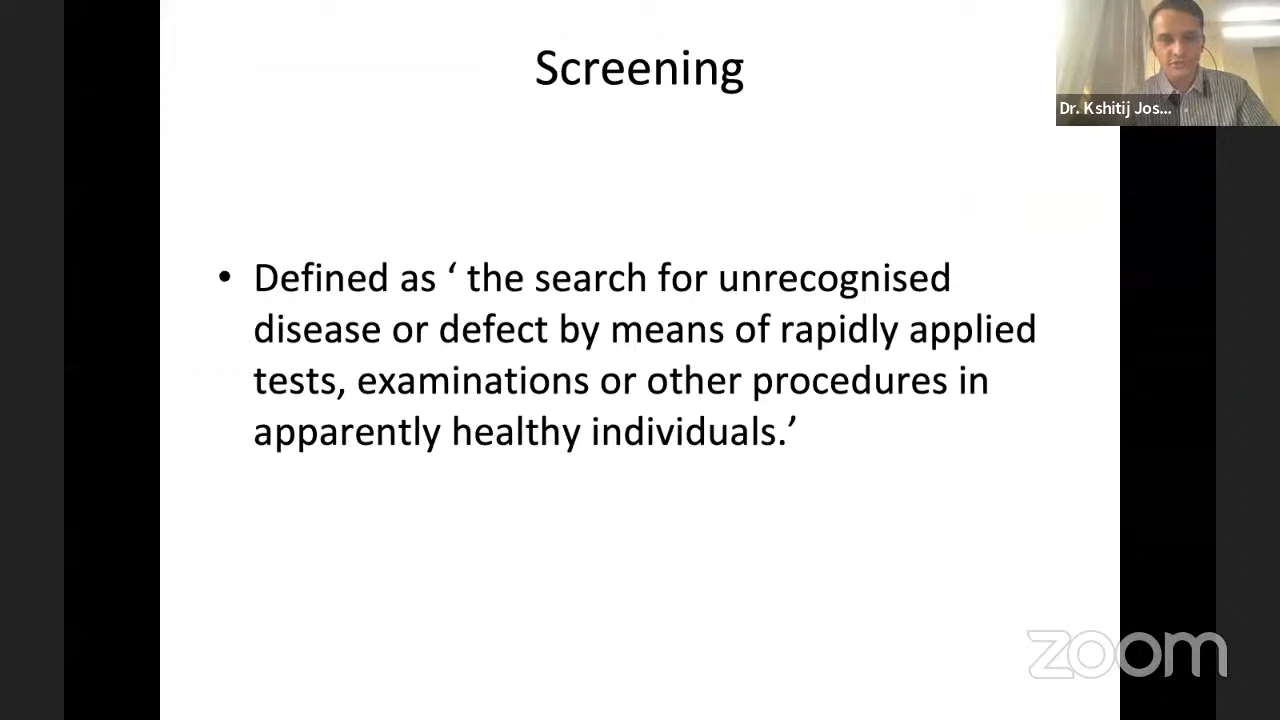 Screening
Dr. Kshitij Jos...
• Defined as ‘ the search for unrecognised
disease or defect by means of rapidly applied
tests, examinations or other procedures in
apparently healthy individuals.’
zoom